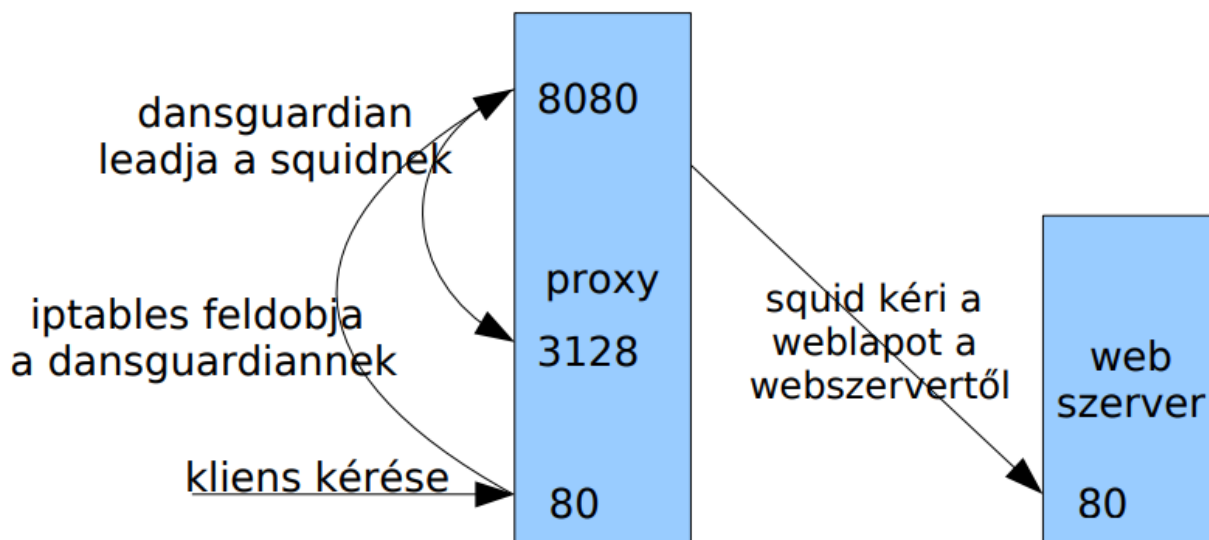 dansguardian
leadja a squidnek
8080
iptables feldobja
a dansguardiannek
proxy
3128
kliens kérése
80
squid kéri a
weblapot a
webszervertől
web
szerver
80